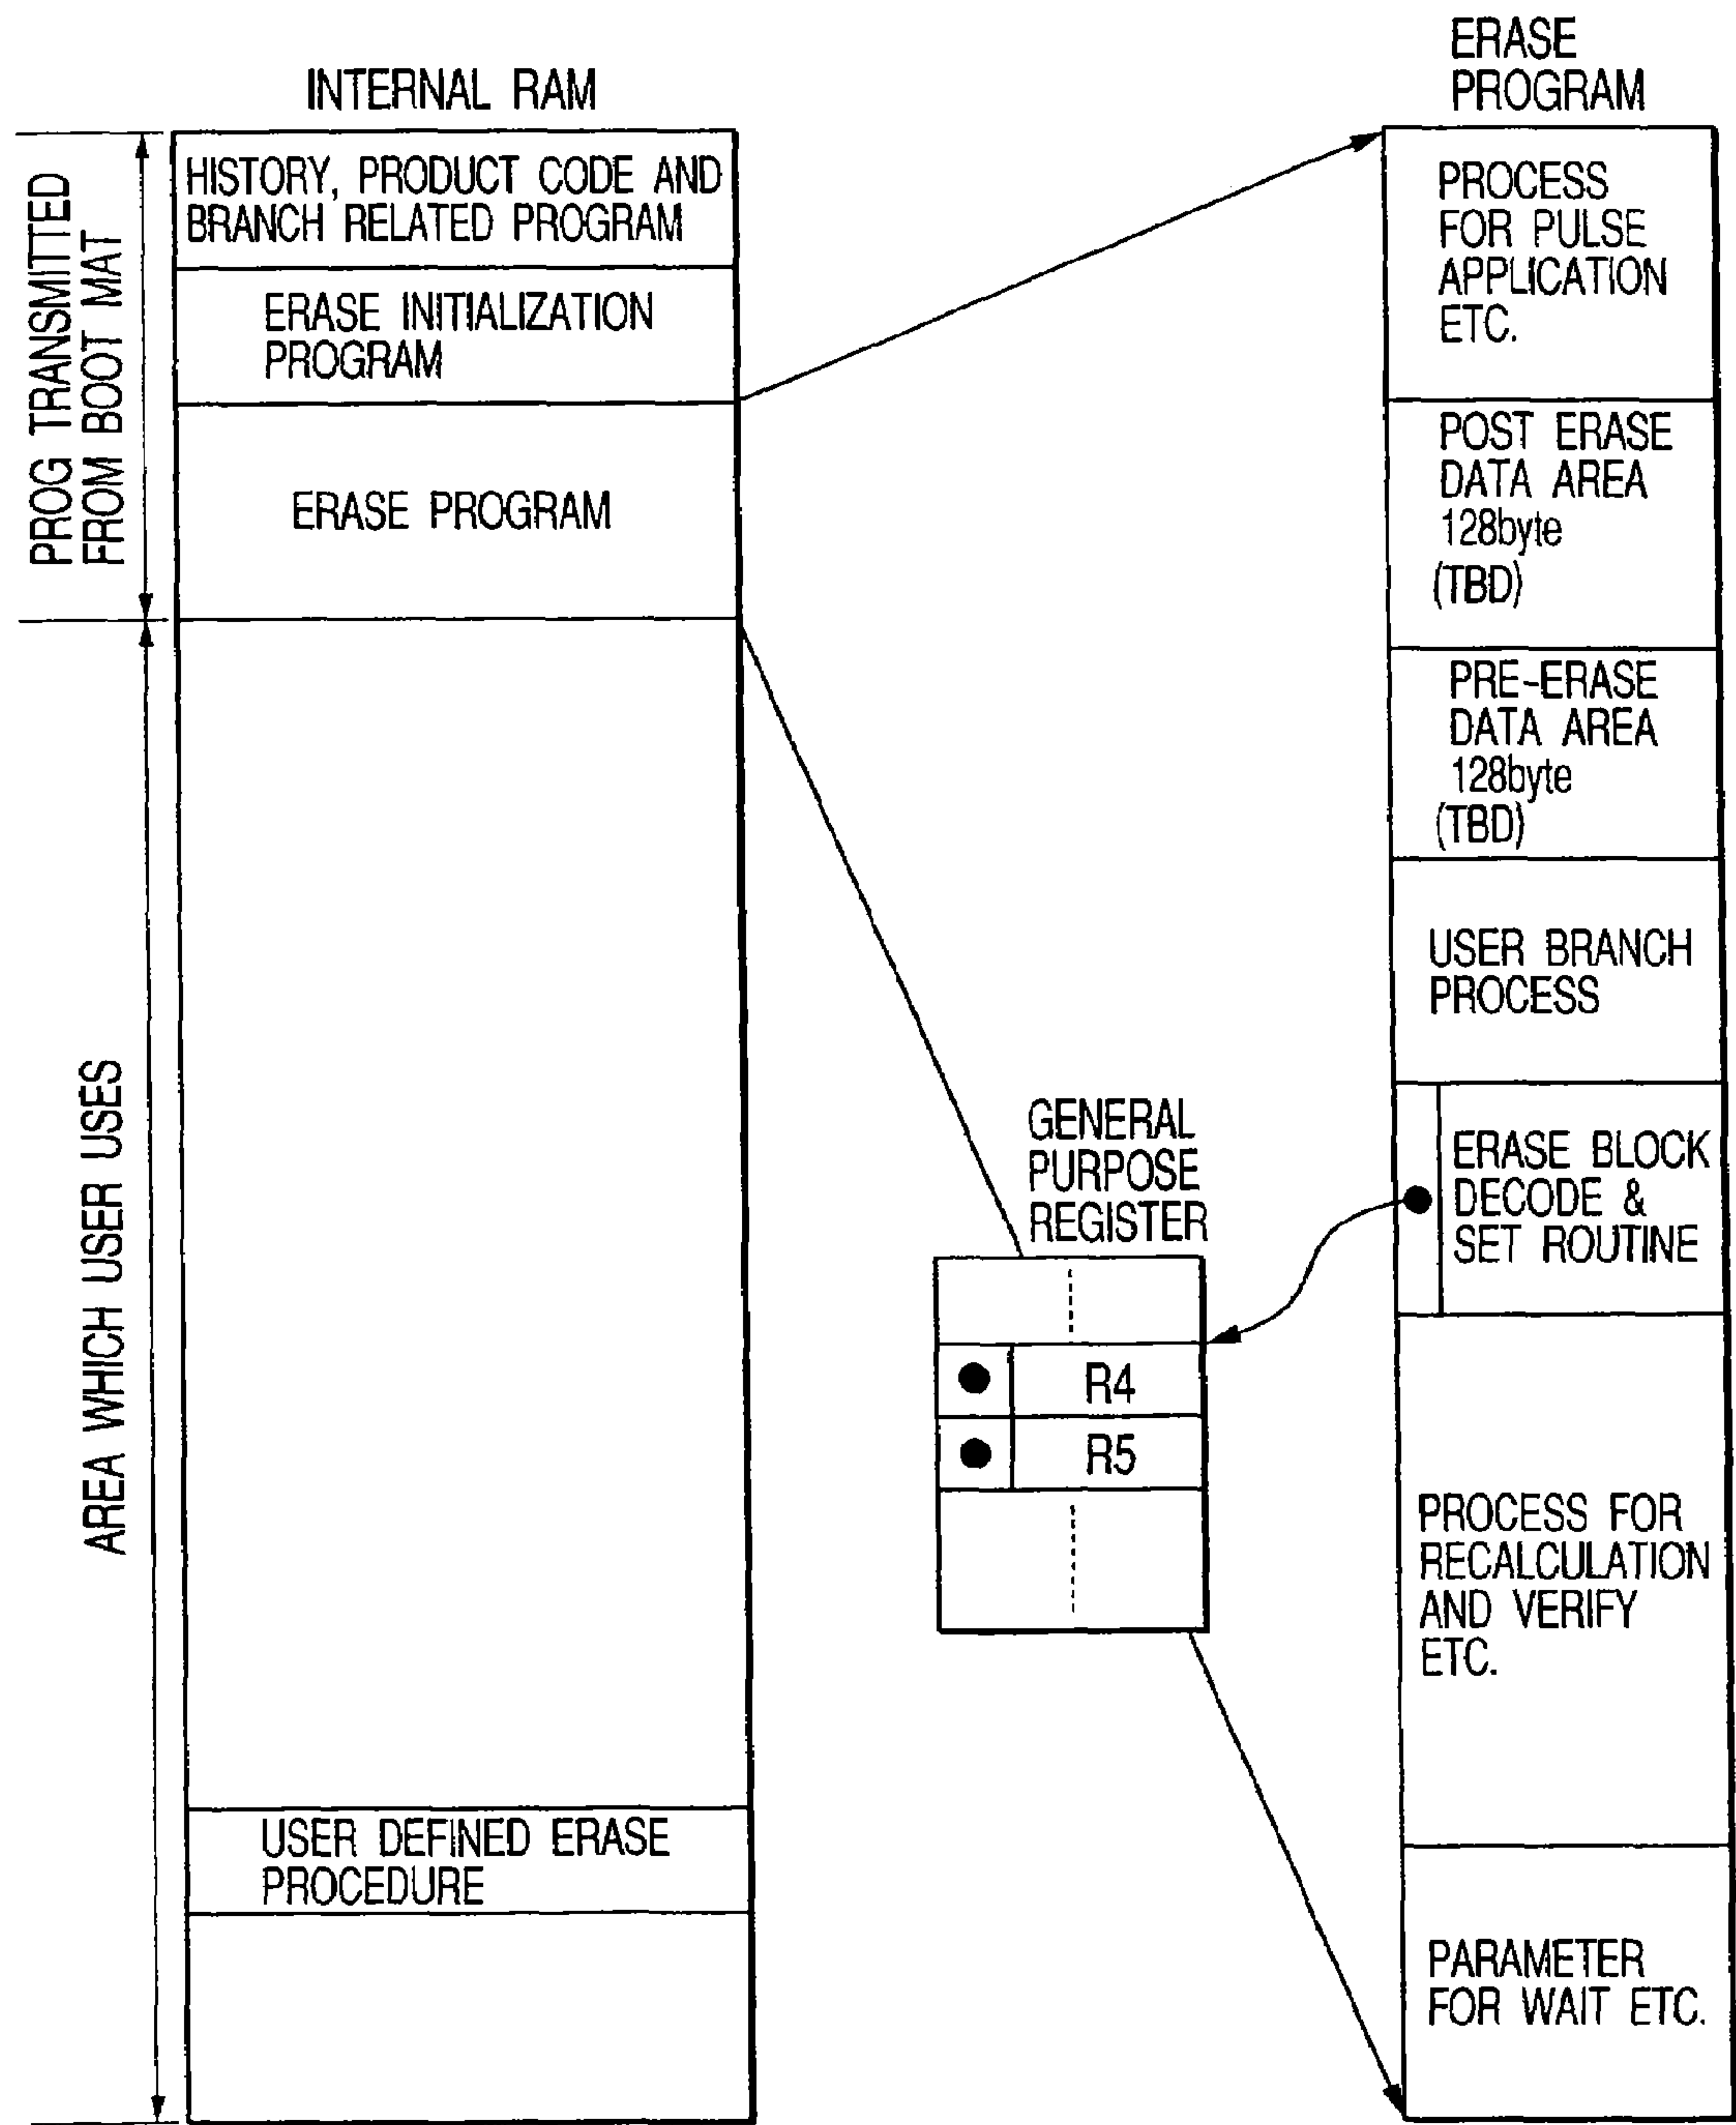 INTERNAL RAM
PROG TRANSMITTED
FROM BOOT MAT
HISTORY, PRODUCT CODE AND
BRANCH RELATED PROGRAM
ERASE INITIALIZATION
PROGRAM
ERASE PROGRAM
AREA WHICH USER USES
USER DEFINED ERASE
PROCEDURE
GENERAL
PURPOSE
REGISTER
R4
R5
ERASE
PROGRAM
PROCESS
FOR PULSE
APPLICATION
ETC.
POST ERASE
DATA AREA
128byte
(TBD)
PRE-ERASE
DATA AREA
128byte
(TBD)
USER BRANCH
PROCESS
ERASE BLOCK
DECODE &
SET ROUTINE
PROCESS FOR
RECALCULATION
AND VERIFY
ETC.
PARAMETER
FOR WAIT ETC.